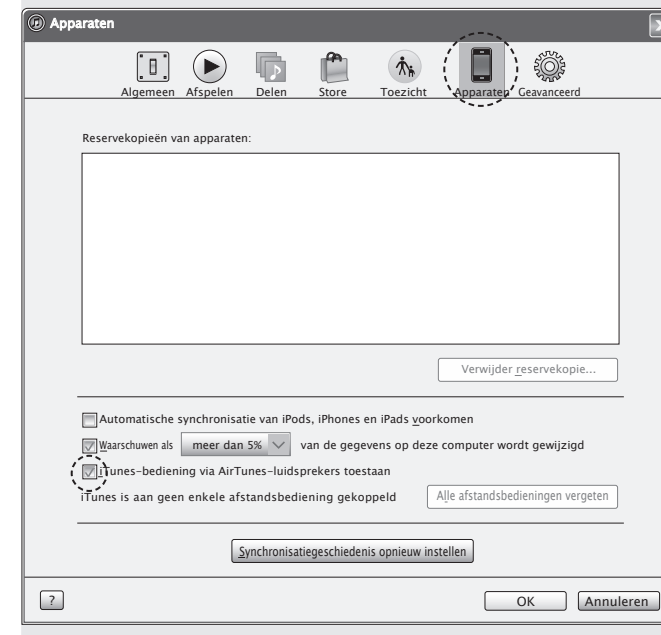 Apparaten
Algemeen Afspelen Delen Store Toezicht Apparaten Geavanceerd
Reservekopieën van apparaten:
Verwijder reservekopie...
Automatische synchronisatie van iPods, iPhones en iPads voorkomen
Waarschuwen als meer dan 5% van de gegevens op deze computer wordt gewijzigd
iTunes-bediening via AirTunes-luidsprekers toestaan
iTunes is aan geen enkele afstandsbediening gekoppeld Alle afstandsbedieningen vergeten
Synchronisatiegeschiedenis opnieuw instellen
? OK Annuleren